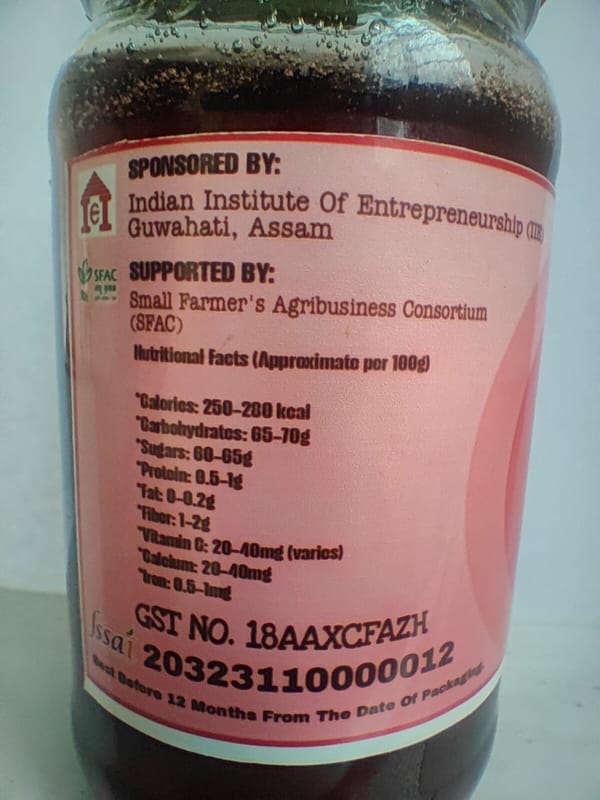 SPONSORED BY:
Indian Institute Of Entrepreneurship (IIE)
Guwahati, Assam
SFAC
SUPPORTED BY:
Small Farmer's Agribusiness Consortium
(SFAC)
Nutritional Facts (Approximate per 100g)
*Calories: 250-280 kcal
*Carbohydrates: 65-70g
*Sugars: 60-65g
*Protein: 0.5-1g
*Fat: 0-0.2g
*Fiber: 1-2g
*Vitamin C: 20-40mg (varies)
*Calcium: 20-40mg
*Iron: 0.5-1mg
GST NO. 18AAXCFAZH
fssai 20323110000012
Best Before 12 Months From The Date Of Packaging.